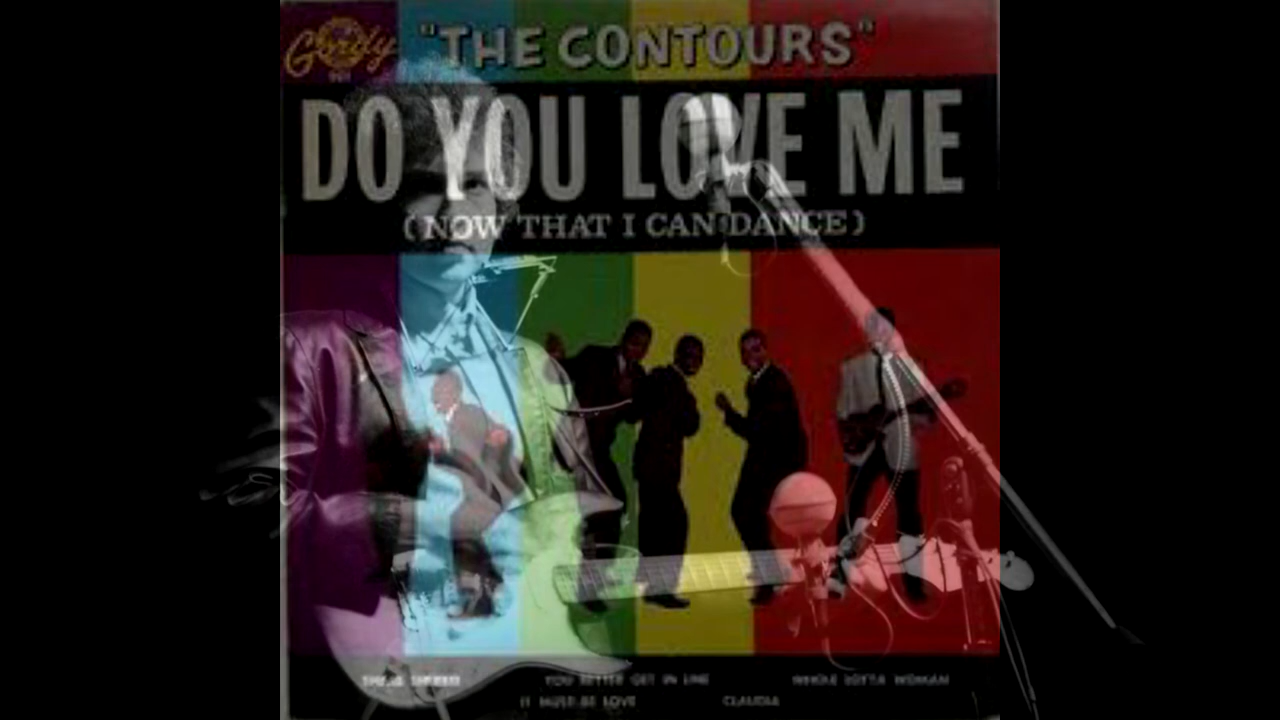 Gordy
"THE CONTOURS"
DO YOU LOVE ME
(NOW THAT I CAN DANCE)
YOU BETTER GET IN LINE
WHOLE LOTTA WOMAN
IT MUST BE LOVE
CLAUDIA